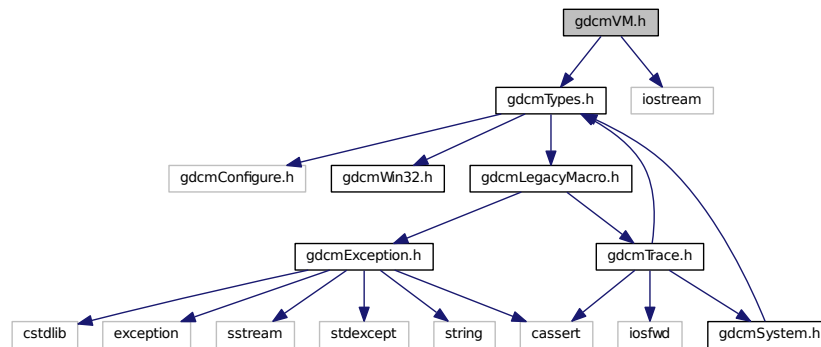 gdcmVM.h
gdcmTypes.h
iostream
gdcmConfigure.h
gdcmWin32.h
gdcmLegacyMacro.h
gdcmException.h
gdcmTrace.h
cstdlib
exception
sstream
stdexcept
string
cassert
iosfwd
gdcmSystem.h